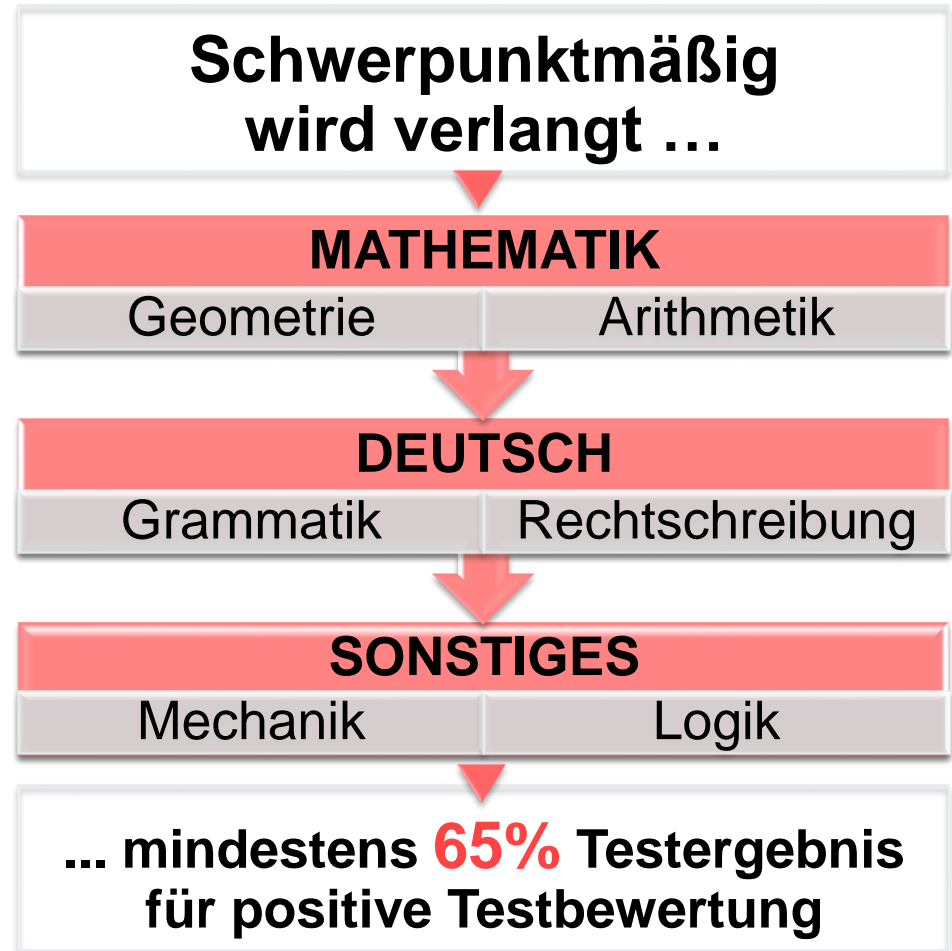 Schwerpunktmäßig
wird verlangt …
MATHEMATIK
Geometrie Arithmetik
DEUTSCH
Grammatik Rechtschreibung
SONSTIGES
Mechanik Logik
... mindestens 65% Testergebnis
für positive Testbewertung